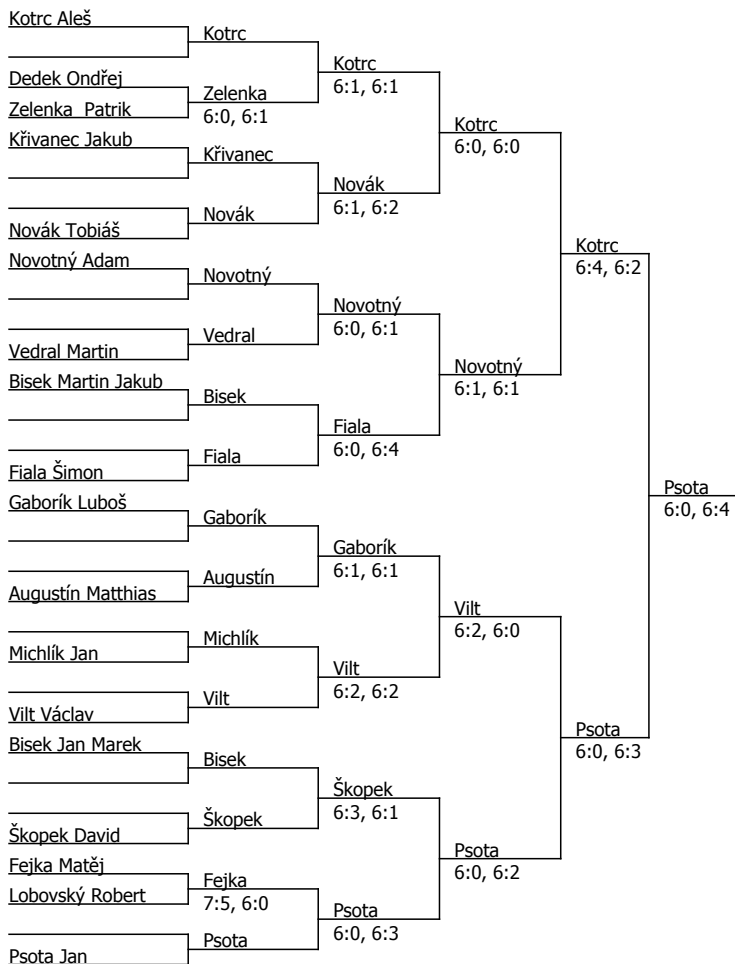 Kotrc Aleš
Dedek Ondřej
Zelenka  Patrik
Křivanec Jakub
Novák Tobiáš
Novotný Adam
Vedral Martin
Bisek Martin Jakub
Fiala Šimon
Gaborík Luboš
Augustín Matthias
Michlík Jan
Vilt Václav
Bisek Jan Marek
Škopek David
Fejka Matěj
Lobovský Robert
Psota Jan
Kotrc
Zelenka
6:0, 6:1
Křivanec
Novák
Novotný
Vedral
Bisek
Fiala
Gaborík
Augustín
Michlík
Vilt
Bisek
Škopek
Fejka
7:5, 6:0
Psota
Kotrc
6:1, 6:1
Novák
6:1, 6:2
Novotný
6:0, 6:1
Fiala
6:0, 6:4
Gaborík
6:1, 6:1
Vilt
6:2, 6:2
Škopek
6:3, 6:1
Psota
6:0, 6:3
Kotrc
6:0, 6:0
Novotný
6:1, 6:1
Vilt
6:2, 6:0
Psota
6:0, 6:2
Kotrc
6:4, 6:2
Psota
6:0, 6:3
Psota
6:0, 6:4